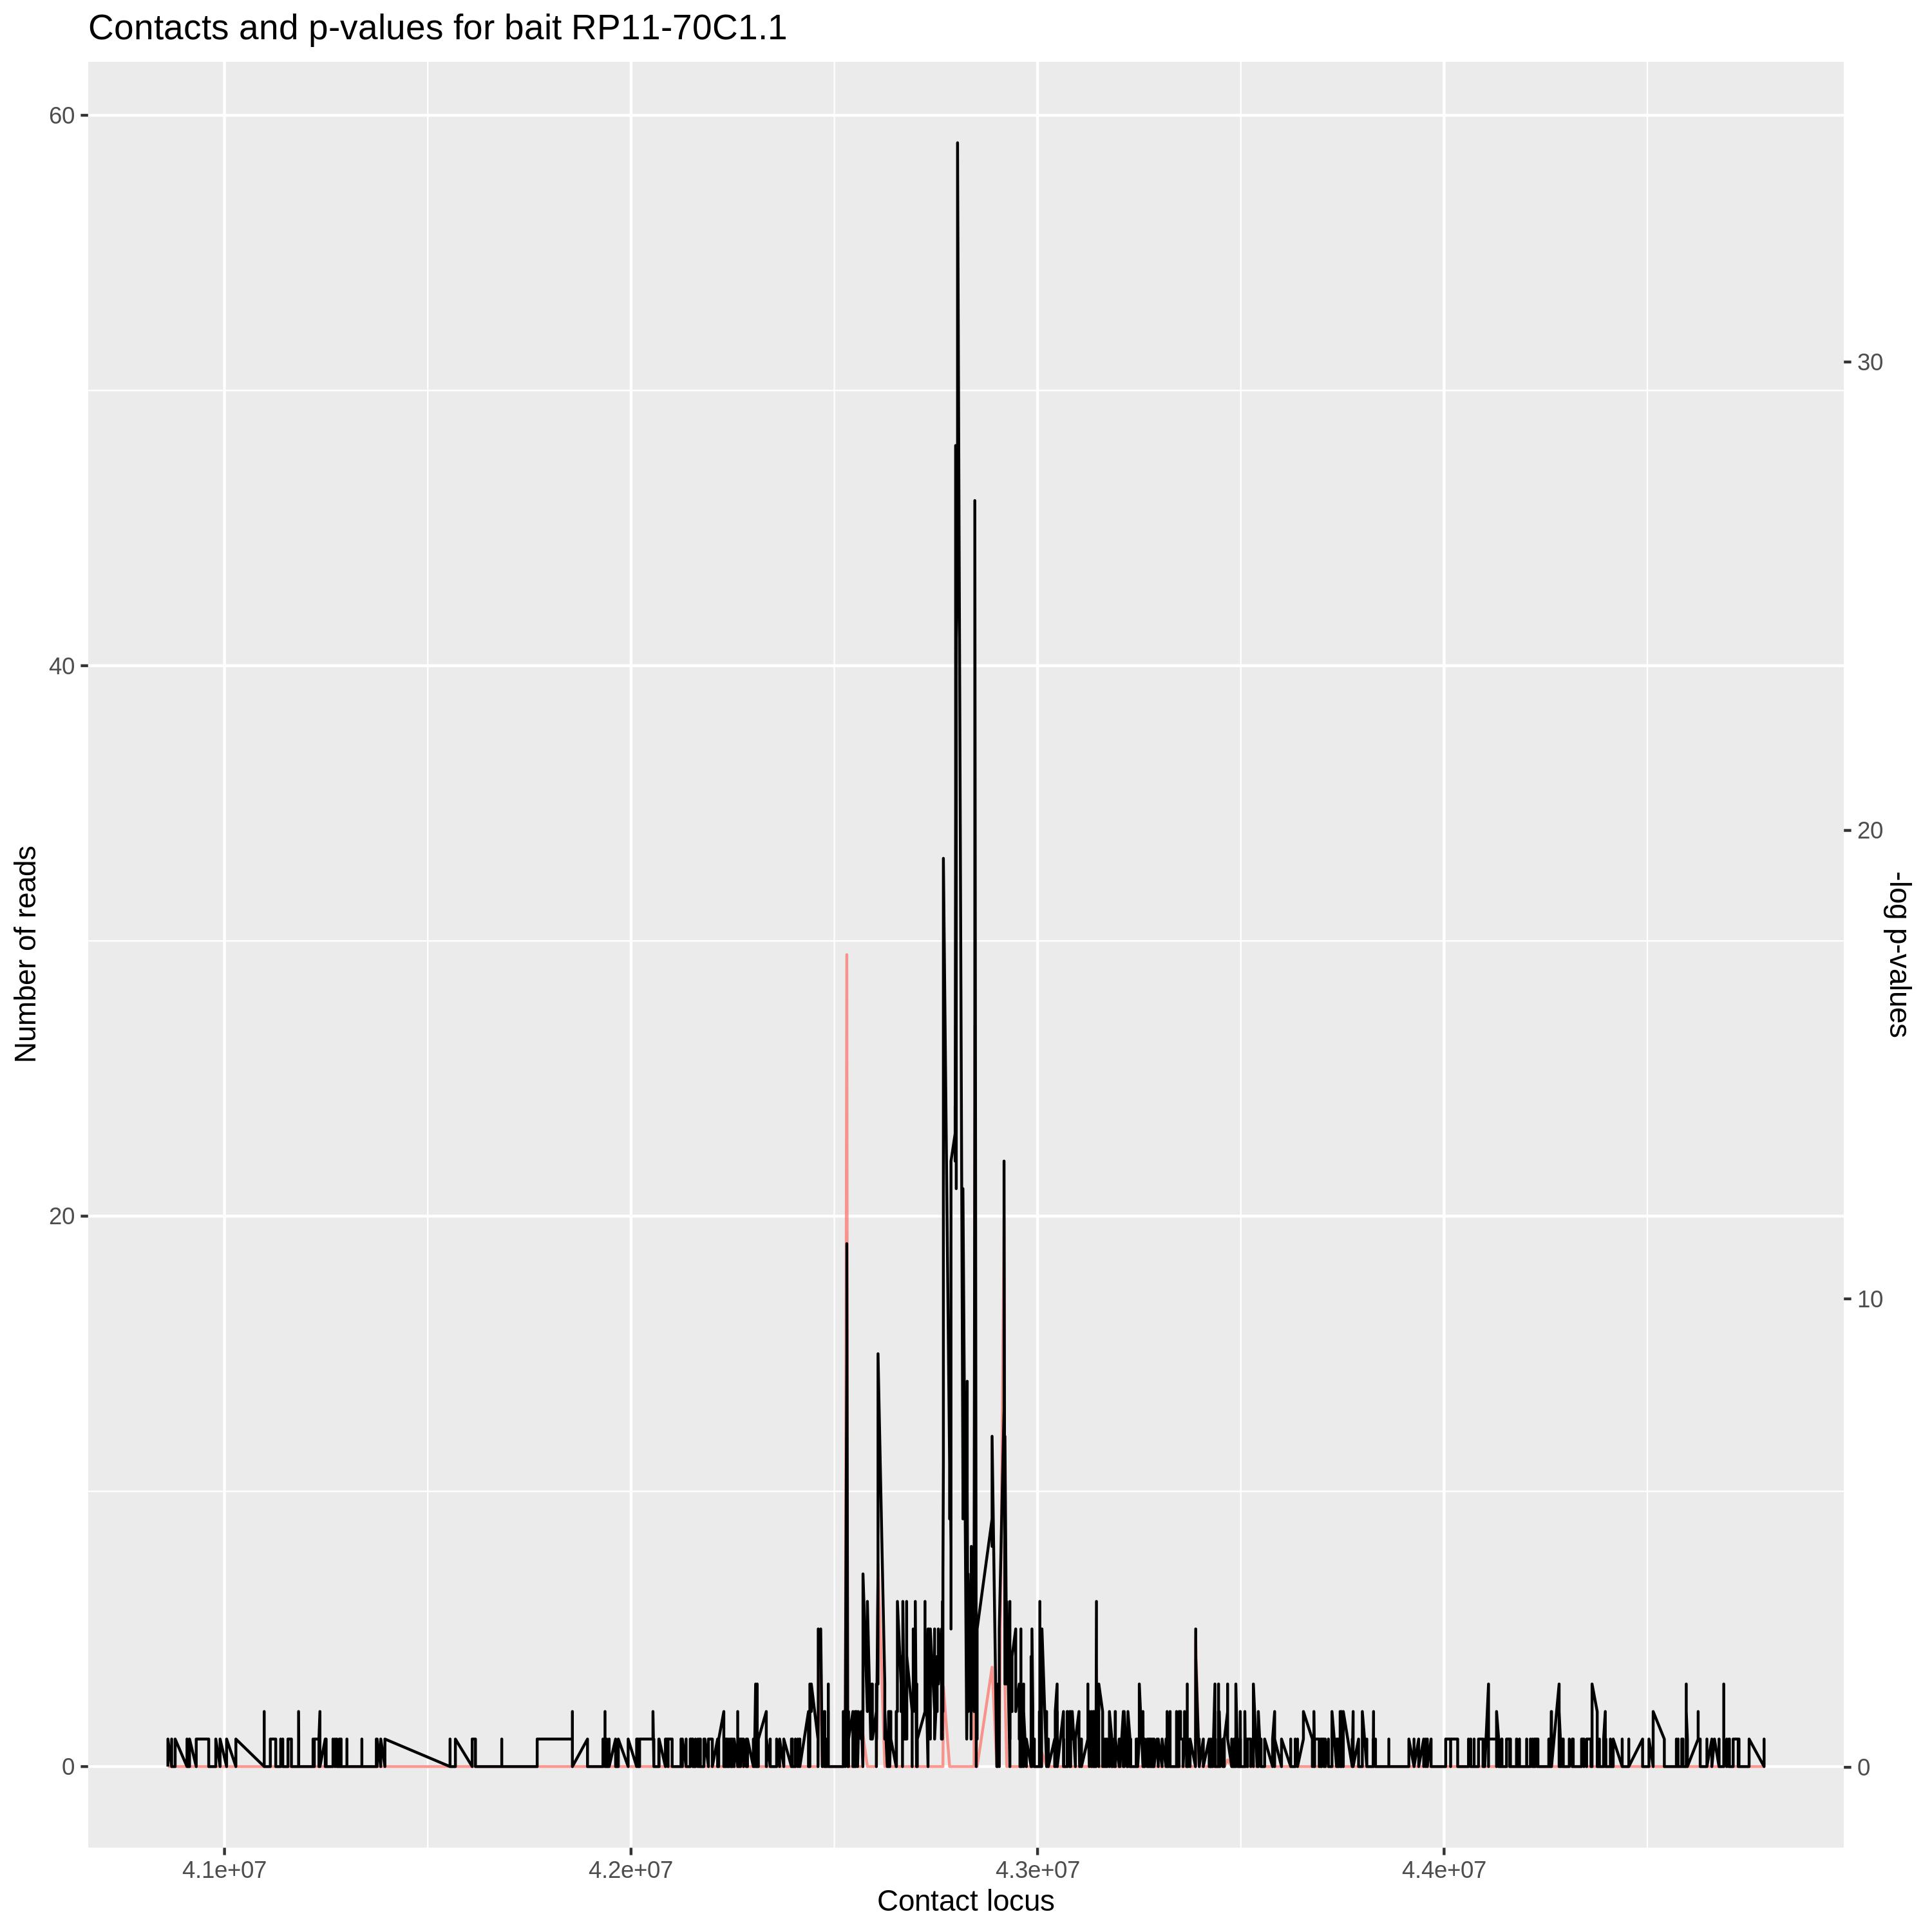 Contacts and p-values for bait RP11-70C1.1
60
40
20
0
Number of reads
30
20
10
0
-log p-values
4.1e+07
4.2e+07
4.3e+07
4.4e+07
Contact locus